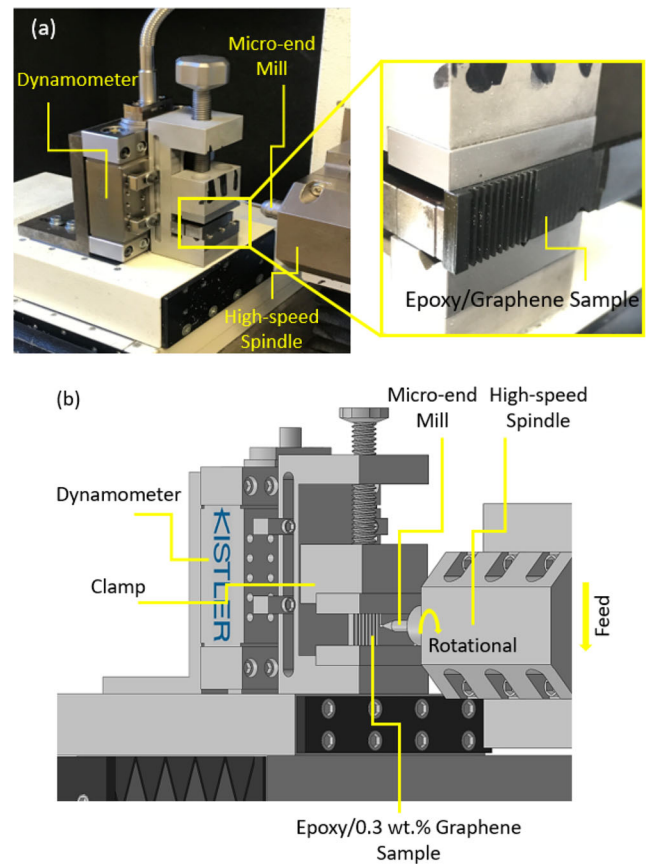 (a)
Micro-end
Mill
Dynamometer
High-speed
Spindle
Epoxy/Graphene Sample
(b)
Micro-end
Mill
High-speed
Spindle
Dynamometer
KISTLER
Clamp
Rotational
Feed
Epoxy/0.3 wt.% Graphene
Sample